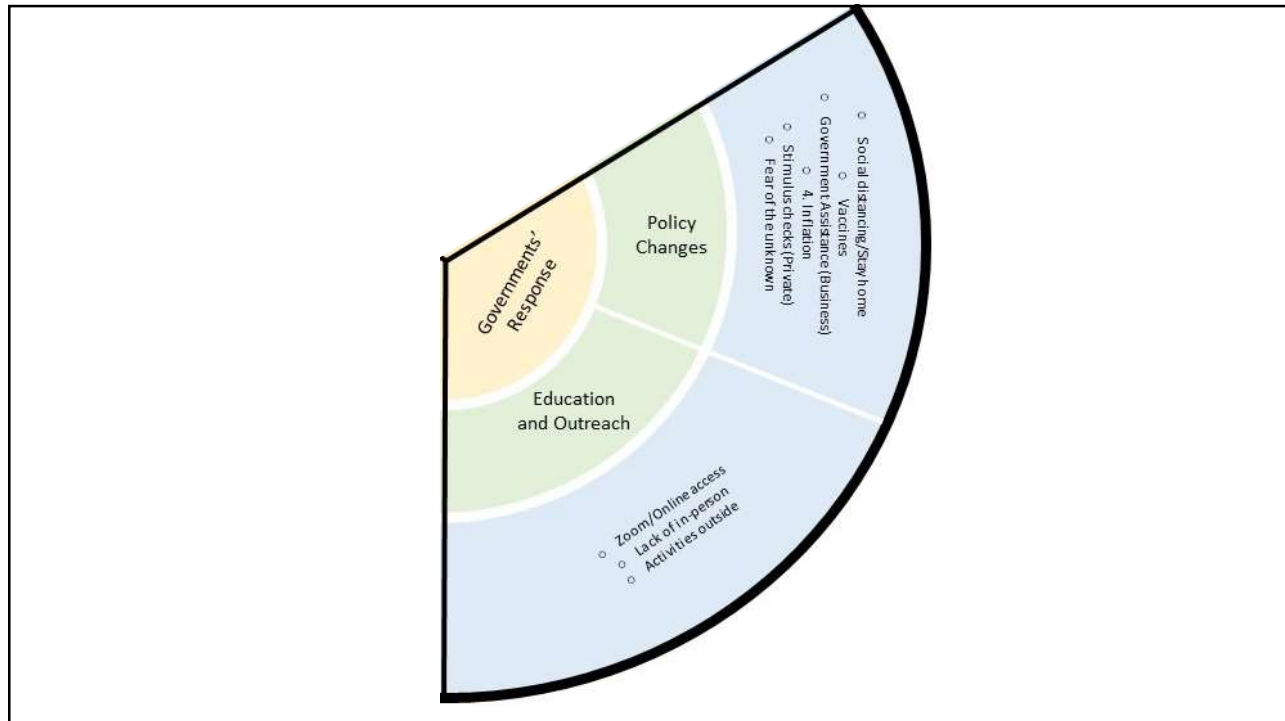 Governments'
Response
Policy
Changes
Education
and Outreach
○ Social distancing/Stay home
○ Vaccines
○ Government Assistance (Business)
○ 4. Inflation
○ Stimulus checks (Private)
○ Fear of the unknown
○ Zoom/Online access
○ Lack of in-person
○ Activities outside